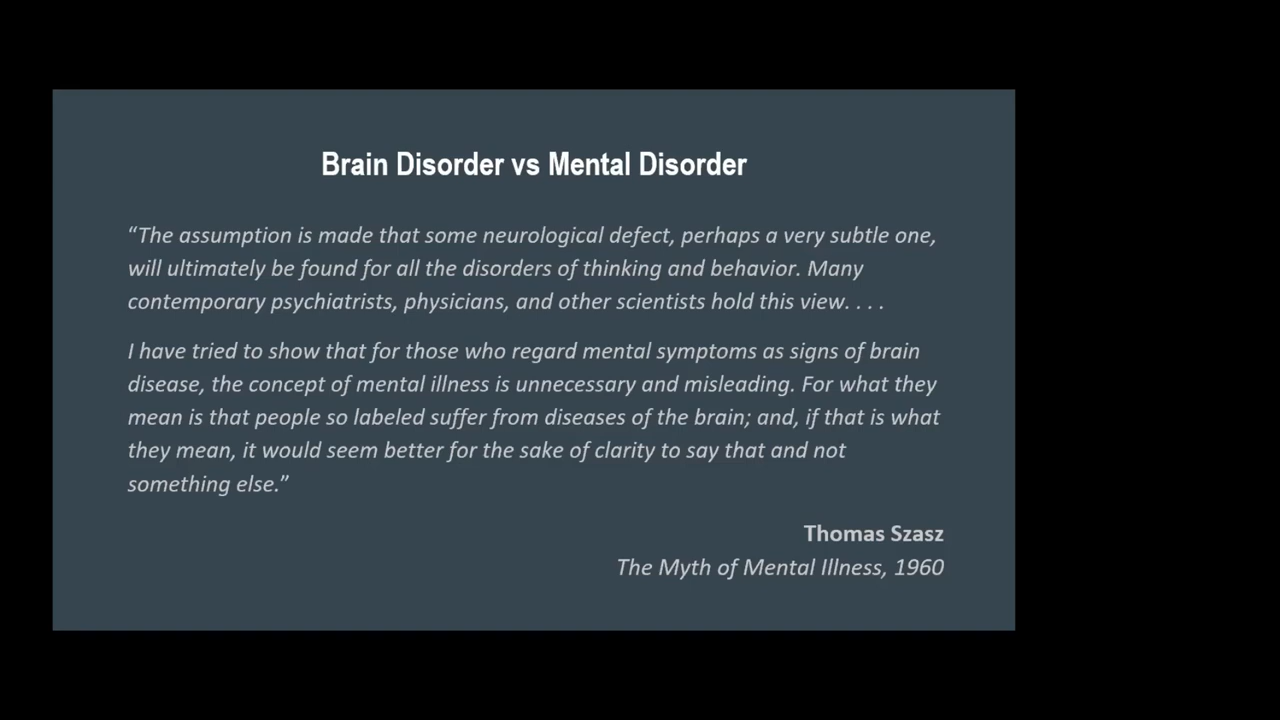 Brain Disorder vs Mental Disorder
“The assumption is made that some neurological defect, perhaps a very subtle one,
will ultimately be found for all the disorders of thinking and behavior. Many
contemporary psychiatrists, physicians, and other scientists hold this view. . . .
I have tried to show that for those who regard mental symptoms as signs of brain
disease, the concept of mental illness is unnecessary and misleading. For what they
mean is that people so labeled suffer from diseases of the brain; and, if that is what
they mean, it would seem better for the sake of clarity to say that and not
something else.”
Thomas Szasz
The Myth of Mental Illness, 1960